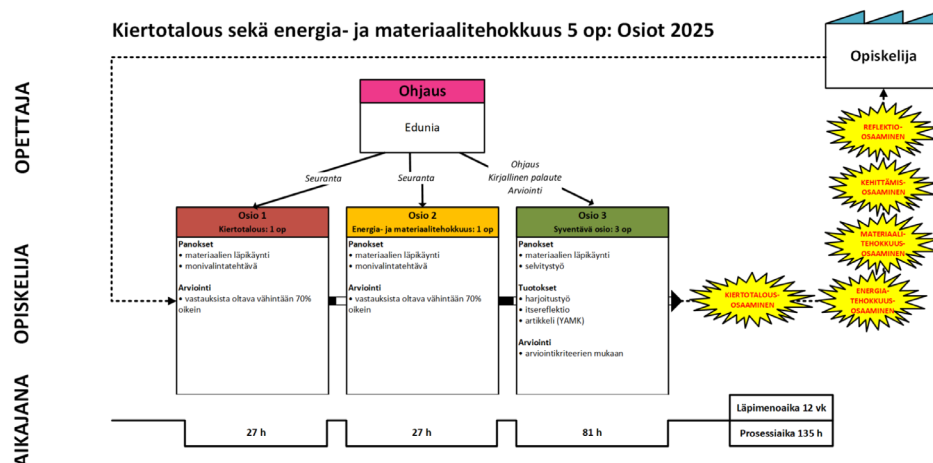 Kiertotalous sekä energia- ja materiaalitehokkuus 5 op: Osiot 2025
Opiskelija
OPETTAJA
Ohjaus
Edunia
REFLEKTIO-
OSAAMINEN
Seuranta
Seuranta
Ohjaus
Kirjallinen palaute
Arviointi
KEHITTÄMIS-
OSAAMINEN
OPISKELIJA
Osio 1
Kiertotalous: 1 op
Panokset
• materiaalien läpikäynti
• monivalintatehtävä
Arviointi
• vastauksista oltava vähintään 70%
oikein
Osio 2
Energia- ja materiaalitehokkuus: 1 op
Panokset
• materiaalien läpikäynti
• monivalintatehtävä
Arviointi
• vastauksista oltava vähintään 70%
oikein
Osio 3
Syventävä osio: 3 op
Panokset
• materiaalien läpikäynti
• selvitystyö
Tuotokset
• harjoitustyö
• itsereflektio
• artikkeli (YAMK)
Arviointi
• arviointikriteerien mukaan
MATERIAALI-
TEHOKKUUS-
OSAAMINEN
KIERTOTALOUS-
OSAAMINEN
ENERGIA-
TEHOKKUUS-
OSAAMINEN
AIKAJANA
27 h
27 h
81 h
Läpimenoaika 12 vk
Prosessiaika 135 h